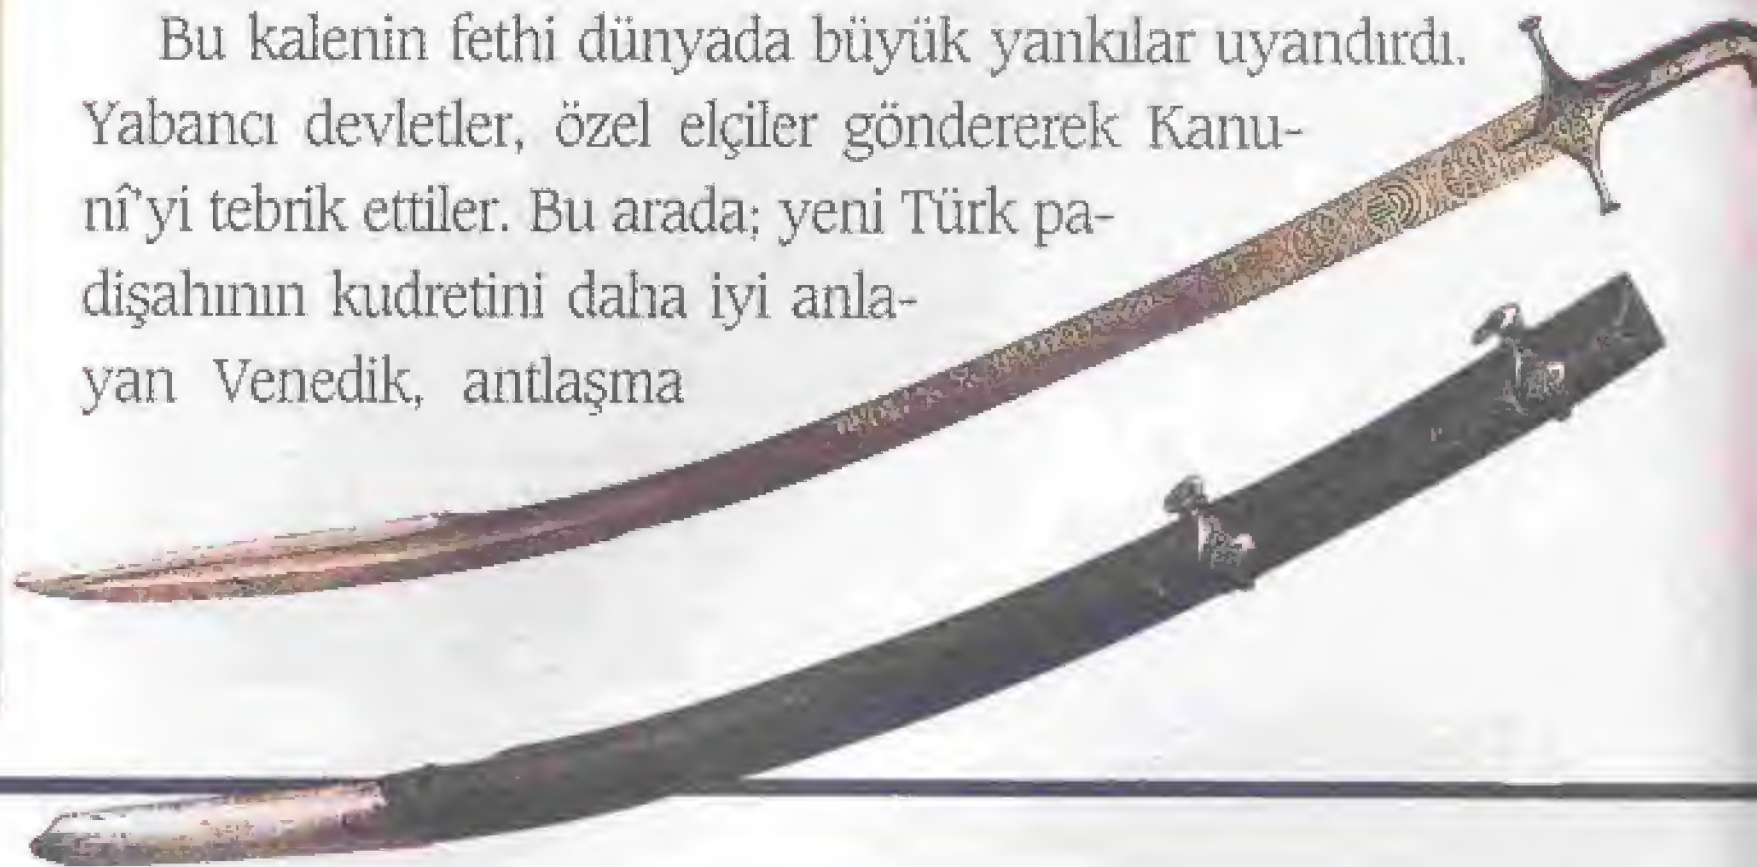 Bu kalenin fethi dünyada büyük yankılar uyandırdı.
Yabancı devletler, özel elçiler göndererek Kanu-
nî'yi tebrik ettiler. Bu arada; yeni Türk pa-
dişahının kudretini daha iyi anla-
yan Venedik, antlaşma